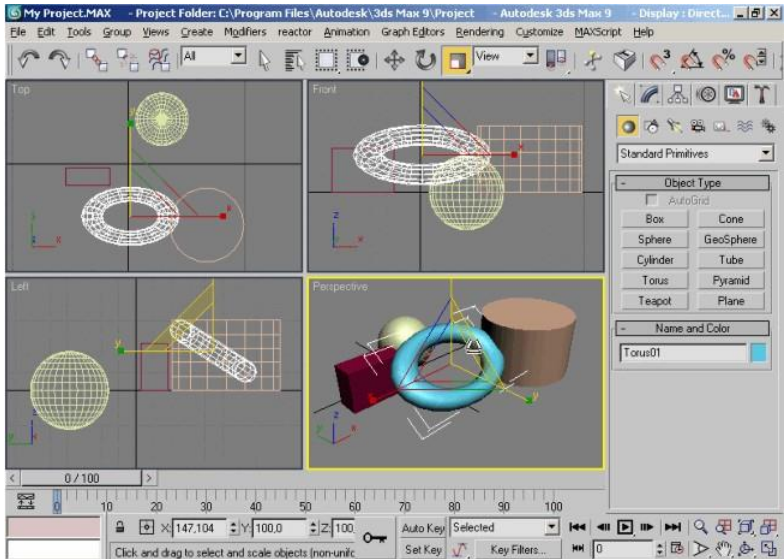 My Project.MAX - Project Folder: C:\Program Files\Autodesk\3ds Max 9\Project - Autodesk 3ds Max 9 - Display : Direct...
File Edit Tools Group Views Create Modifiers reactor Animation Graph Editors Rendering Customize MAXScript Help
All View 3 %
Top Front
Standard Primitives
Object Type
AutoGrid
Box Cone
Sphere GeoSphere
Cylinder Tube
Torus Pyramid
Teapot Plane
Left Perspective
Name and Color
Torus01
0 / 100
0 10 20 30 40 50 60 70 80 90 100
X: 147,104 Y: 100,0 Z: 100 Auto Key Selected
Click and drag to select and scale objects (non-unifo Set Key Key Filters... 0